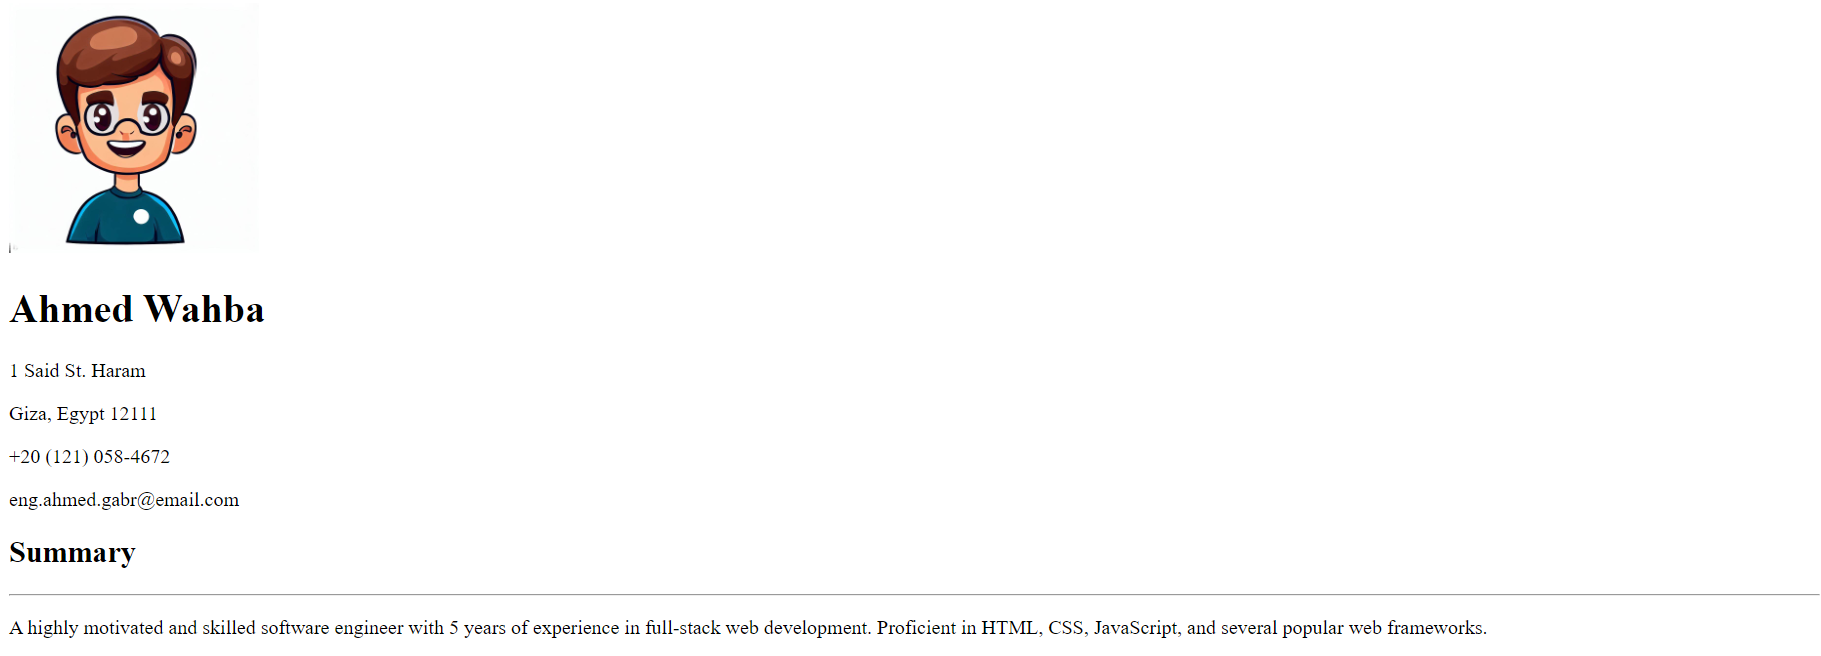 Ahmed Wahba
1 Said St. Haram
Giza, Egypt 12111
+20 (121) 058-4672
eng.ahmed.gabr@email.com
Summary
A highly motivated and skilled software engineer with 5 years of experience in full-stack web development. Proficient in HTML, CSS, JavaScript, and several popular web frameworks.